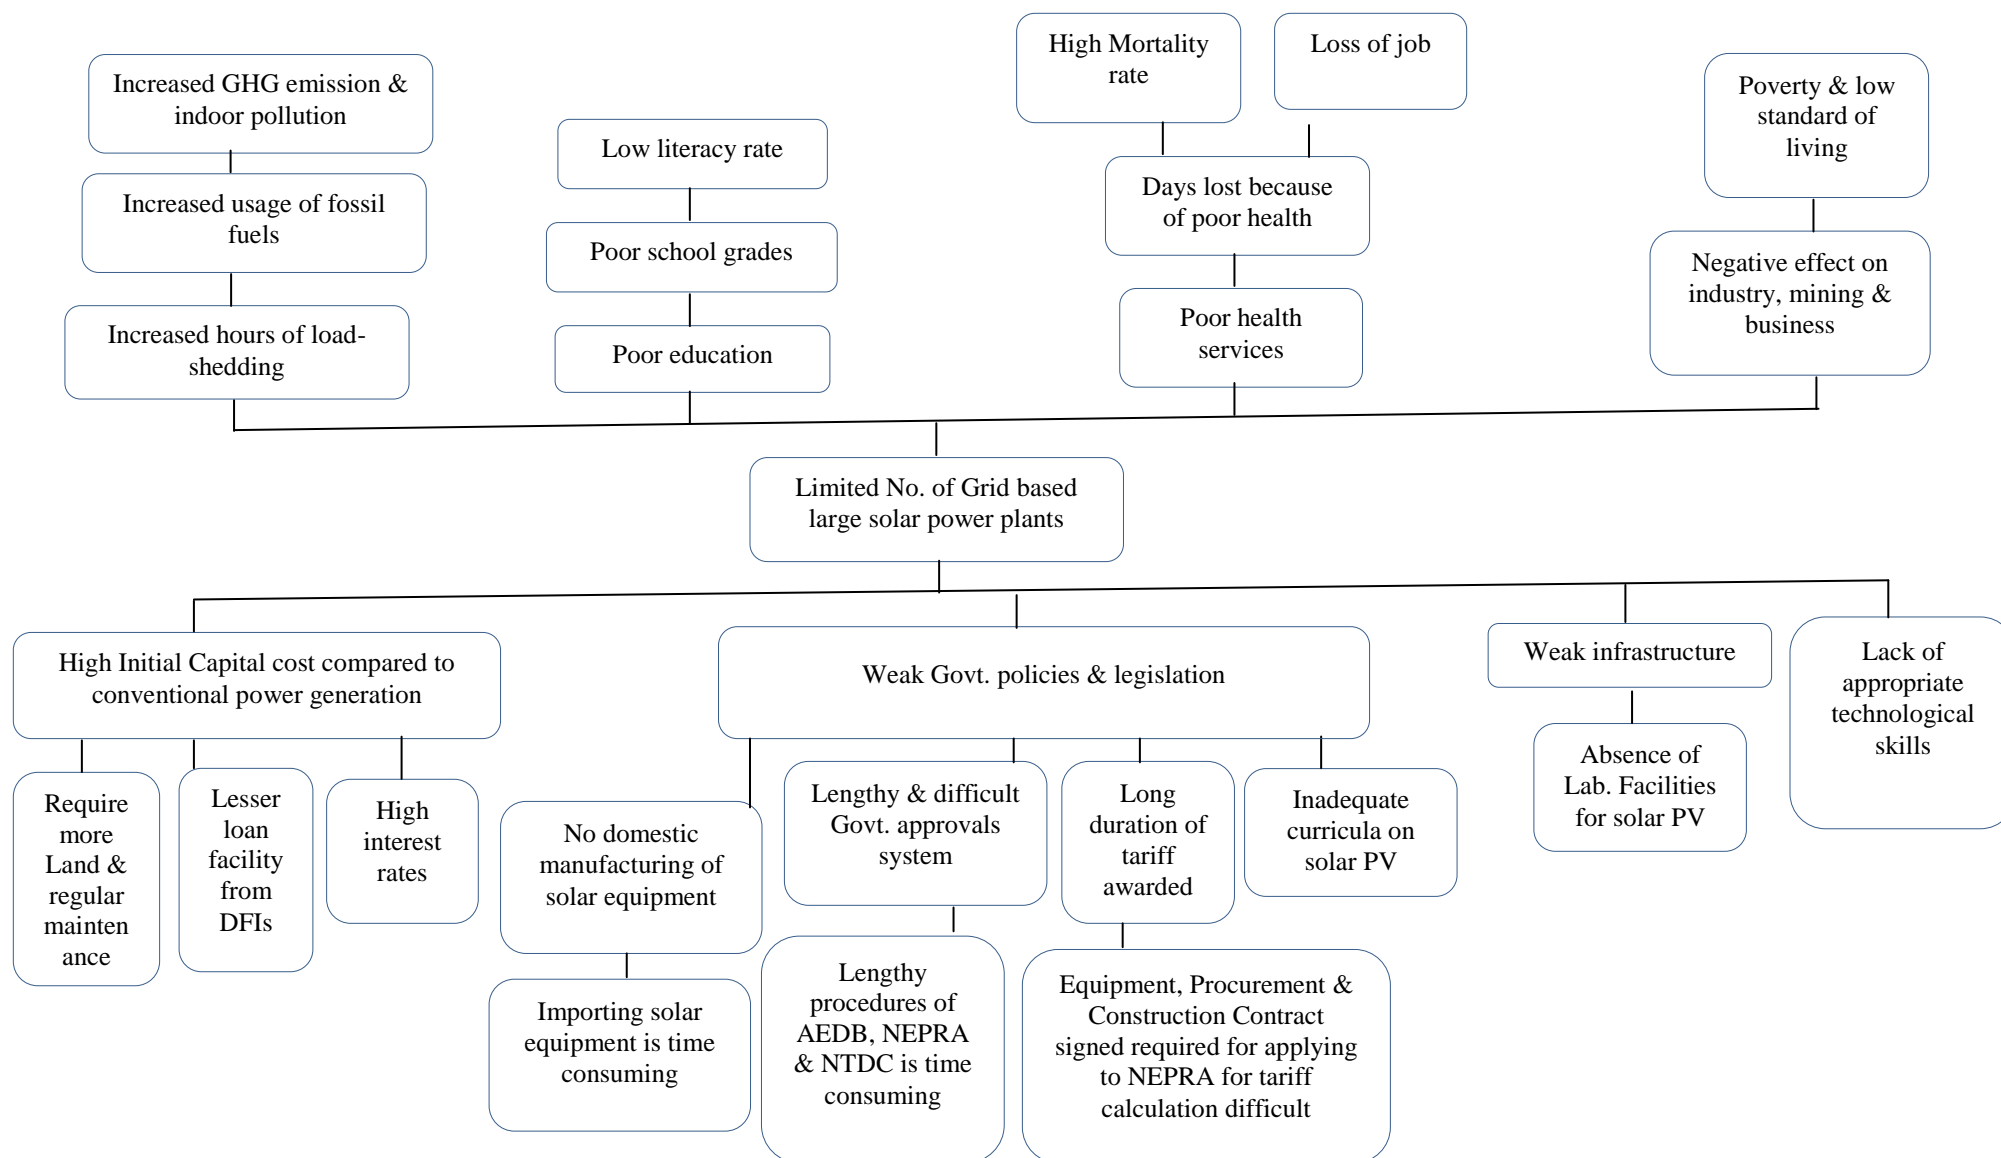 High Mortality
rate
Loss of job
Increased GHG emission &
indoor pollution
Poverty & low
standard of
living
Low literacy rate
Days lost because
of poor health
Increased usage of fossil
fuels
Poor school grades
Negative effect on
industry, mining &
business
Increased hours of load-
shedding
Poor education
Poor health
services
Limited No. of Grid based
large solar power plants
High Initial Capital cost compared to
conventional power generation
Weak Govt. policies & legislation
Weak infrastructure
Lack of
appropriate
technological
skills
Require
more
Land &
regular
mainten
ance
Lesser
loan
facility
from
DFIs
High
interest
rates
No domestic
manufacturing of
solar equipment
Lengthy & difficult
Govt. approvals
system
Long
duration of
tariff
awarded
Inadequate
curricula on
solar PV
Absence of
Lab. Facilities
for solar PV
Importing solar
equipment is time
consuming
Lengthy
procedures of
AEDB, NEPRA
& NTDC is time
consuming
Equipment, Procurement &
Construction Contract
signed required for applying
to NEPRA for tariff
calculation difficult